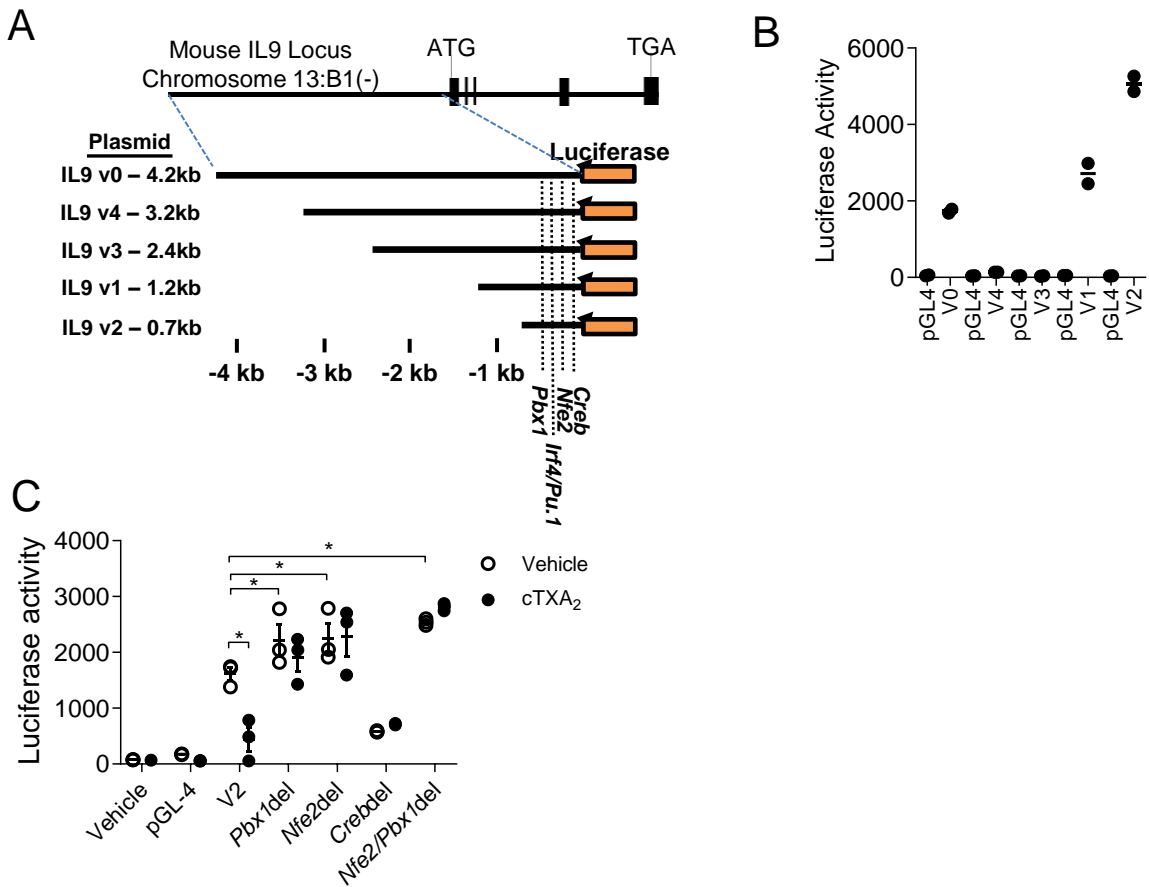 A
Mouse IL9 Locus
Chromosome 13:B1(-)
ATG
TGA
Plasmid
Luciferase
IL9 v0 – 4.2kb
IL9 v4 – 3.2kb
IL9 v3 – 2.4kb
IL9 v1 – 1.2kb
IL9 v2 – 0.7kb
-4 kb
-3 kb
-2 kb
-1 kb
Pbx1
Irf4/Pu.1
Nfe2
Creb
B
Luciferase Activity
6000
4000
2000
0
pGL4
V0
pGL4
V4
pGL4
V3
pGL4
V1
pGL4
V2
C
Luciferase activity
4000
3000
2000
1000
0
*
*
*
*
Vehicle
cTXA2
Vehicle
pGL-4
V2
Pbx1del
Nfe2del
Crebdel
Nfe2/Pbx1del